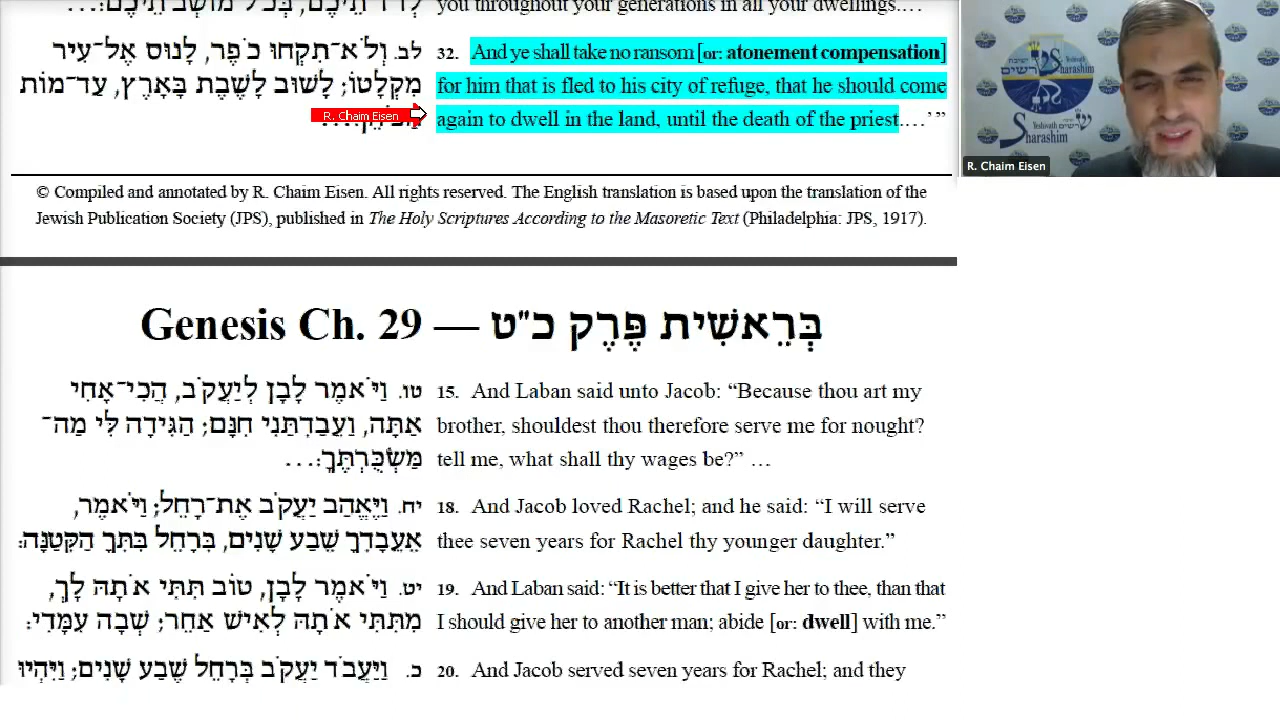 you throughout your generations in all your dwellings.…
לְדֹרֹתֵיכֶם, בְּכֹל מוֹשְׁבֹתֵיכֶם:…
32. And ye shall take no ransom [or: atonement compensation]
for him that is fled to his city of refuge, that he should come
again to dwell in the land, until the death of the priest.…’”
לב. וְלֹא־תִקְחוּ כֹפֶר, לָנוּס אֶל־עִיר
מִקְלָטוֹ; לָשׁוּב לָשֶׁבֶת בָּאָרֶץ, עַד־מוֹת
R. Chaim Eisen
© Compiled and annotated by R. Chaim Eisen. All rights reserved. The English translation is based upon the translation of the
Jewish Publication Society (JPS), published in The Holy Scriptures According to the Masoretic Text (Philadelphia: JPS, 1917).
Genesis Ch. 29 — בְּרֵאשִׁית פֶּרֶק כ"ט
15. And Laban said unto Jacob: “Because thou art my
brother, shouldest thou therefore serve me for nought?
tell me, what shall thy wages be?” …
טו. וַיֹּאמֶר לָבָן לְיַעֲקֹב, הֲכִי־אָחִי
אַתָּה, וַעֲבַדְתַּנִי חִנָּם; הַגִּידָה לִּי מַה־
מַּשְׂכֻּרְתֶּךָ:…
18. And Jacob loved Rachel; and he said: “I will serve
thee seven years for Rachel thy younger daughter.”
יח. וַיֶּאֱהַב יַעֲקֹב אֶת־רָחֵל; וַיֹּאמֶר,
אֶעֱבָדְךָ שֶׁבַע שָׁנִים, בְּרָחֵל בִּתְּךָ הַקְּטַנָּה:
19. And Laban said: “It is better that I give her to thee, than that
I should give her to another man; abide [or: dwell] with me.”
יט. וַיֹּאמֶר לָבָן, טוֹב תִּתִּי אֹתָהּ לָךְ,
מִתִּתִּי אֹתָהּ לְאִישׁ אַחֵר; שְׁבָה עִמָּדִי:
20. And Jacob served seven years for Rachel; and they
כ. וַיַּעֲבֹד יַעֲקֹב בְּרָחֵל שֶׁבַע שָׁנִים; וַיִּהְיוּ
Yeshivath
Sharashim
R. Chaim Eisen